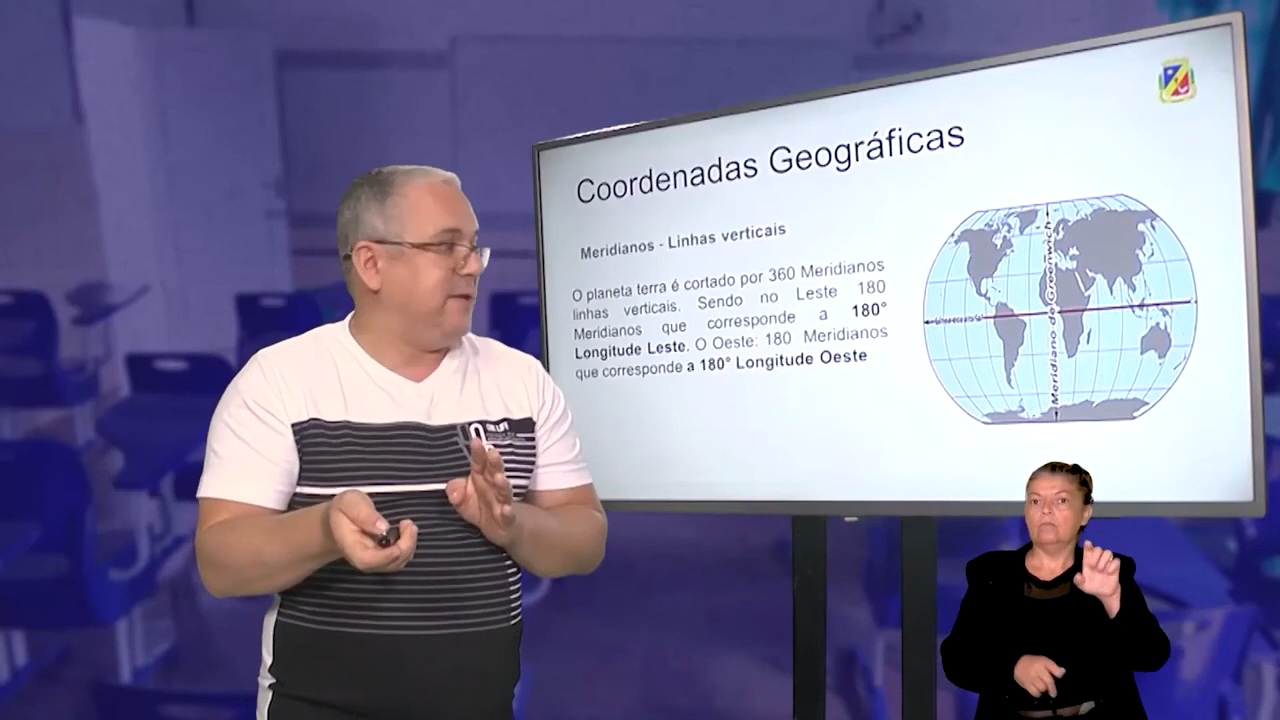 Coordenadas Geográficas
Meridianos - Linhas verticais
O planeta terra é cortado por 360 Meridianos
linhas verticais. Sendo no Leste 180
Meridianos que corresponde a 180°
Longitude Leste. O Oeste: 180 Meridianos
que corresponde a 180° Longitude Oeste
Meridiano de Greenwich